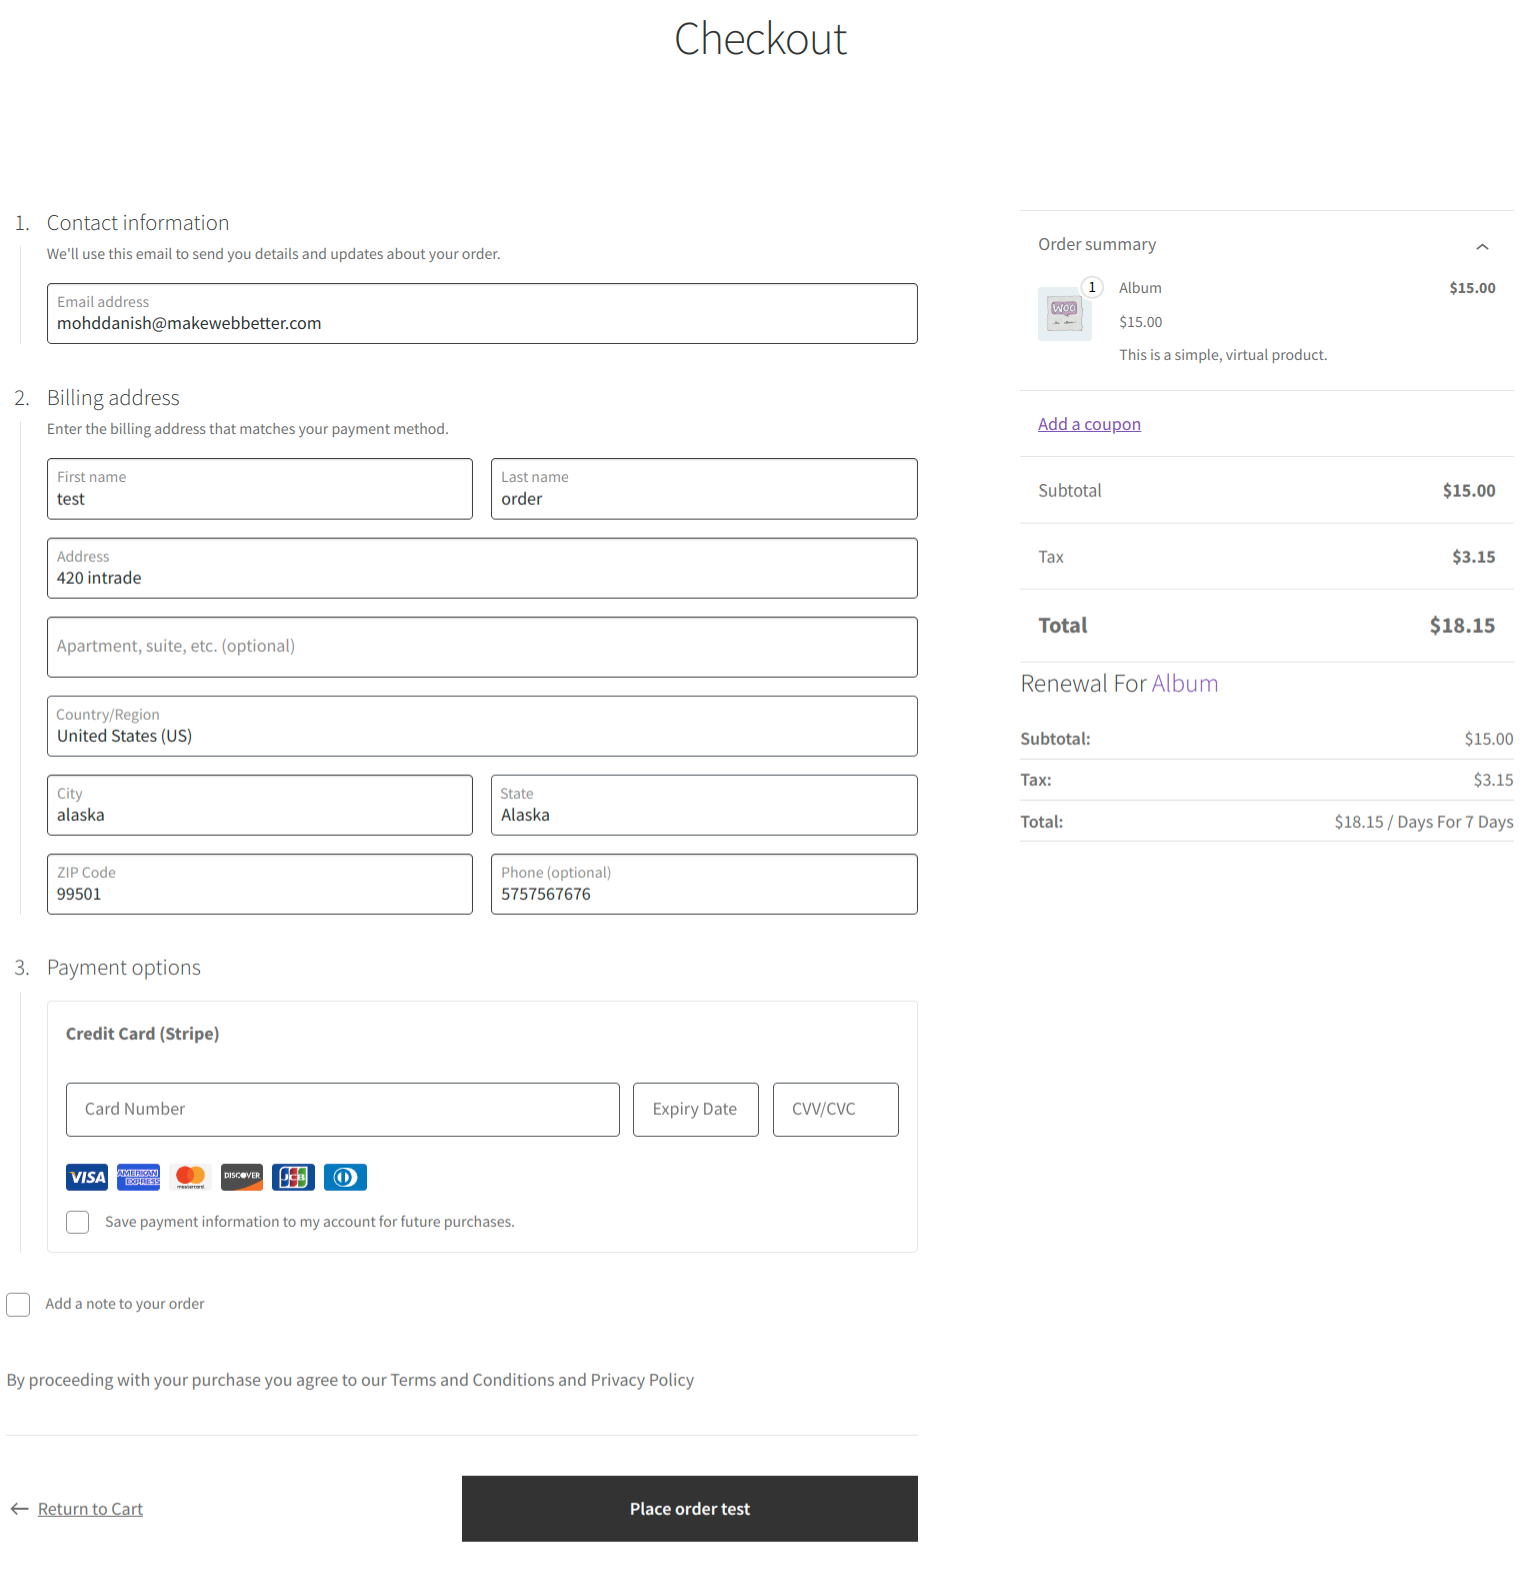 Checkout
1. Contact information
We'll use this email to send you details and updates about your order.
Email address
mohddanish@makewebbetter.com
2. Billing address
Enter the billing address that matches your payment method.
First name
test
Last name
order
Address
420 intrade
Apartment, suite, etc. (optional)
Country/Region
United States (US)
City
alaska
State
Alaska
ZIP Code
99501
Phone (optional)
5757567676
3. Payment options
Credit Card (Stripe)
Card Number
Expiry Date
CVV/CVC
VISA
AMERICAN EXPRESS
mastercard
DISCOVER
JCB
Save payment information to my account for future purchases.
Add a note to your order
By proceeding with your purchase you agree to our Terms and Conditions and Privacy Policy
Return to Cart
Place order test
Order summary
WOO
1
Album
$15.00
$15.00
This is a simple, virtual product.
Add a coupon
Subtotal $15.00
Tax $3.15
Total $18.15
Renewal For Album
Subtotal: $15.00
Tax: $3.15
Total: $18.15 / Days For 7 Days